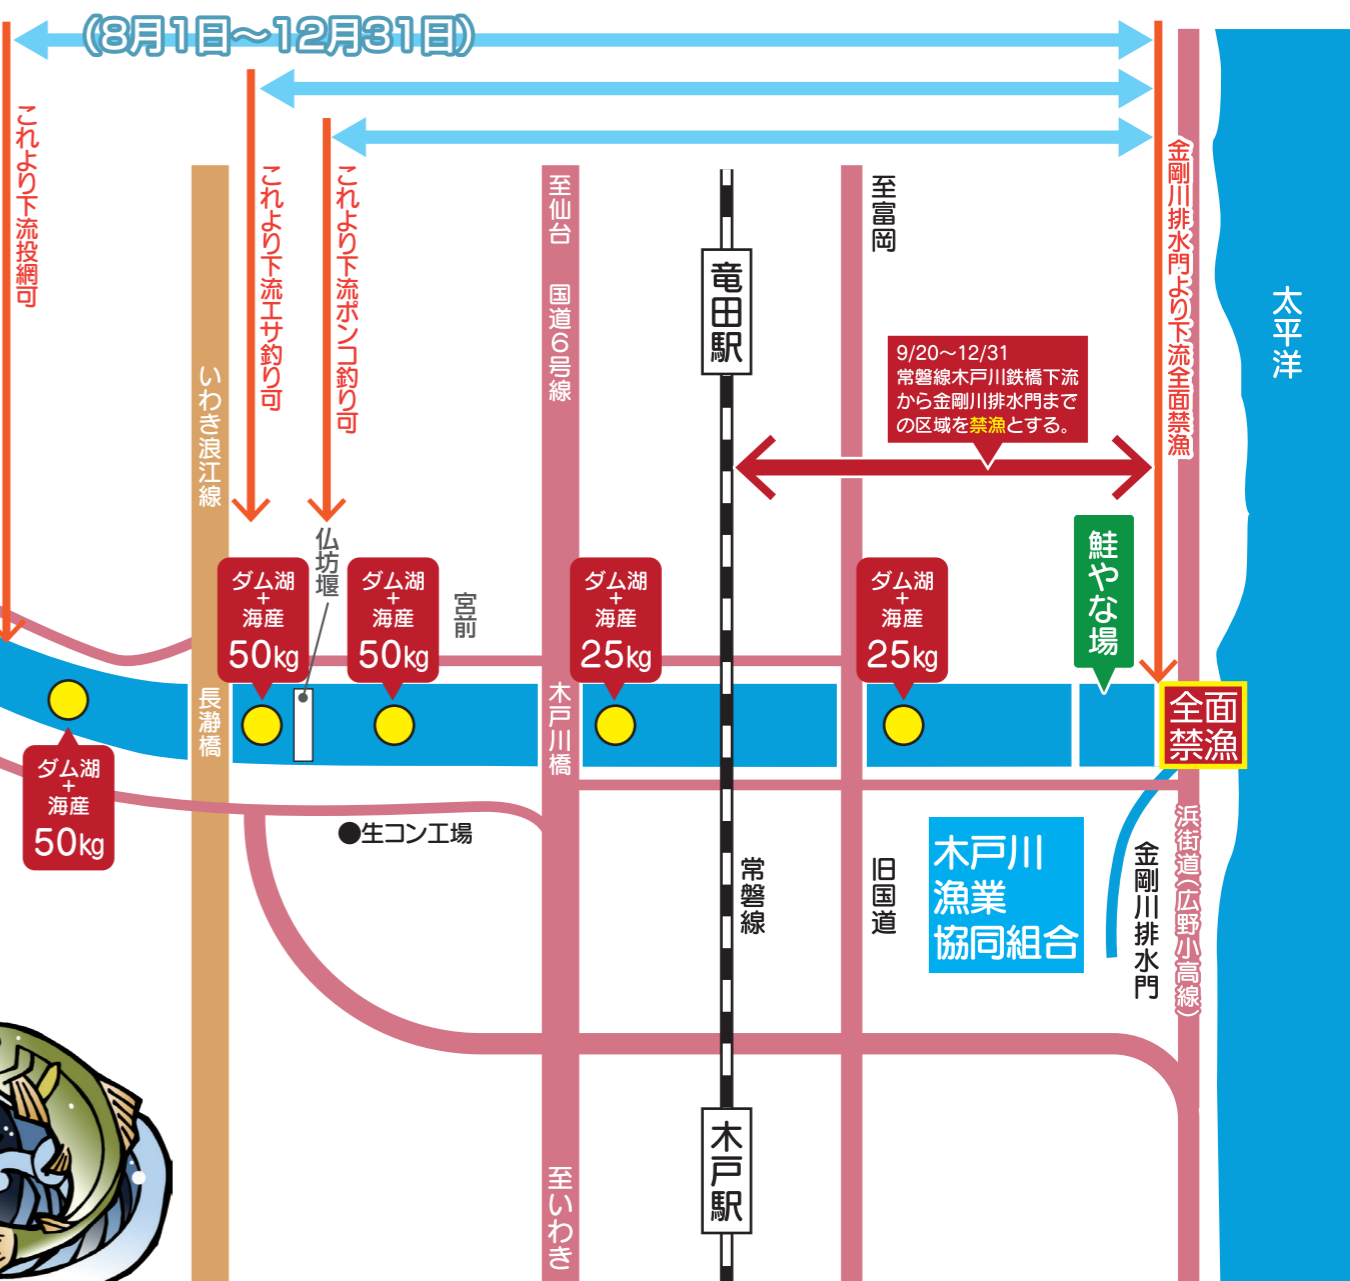 (8月1日〜12月31日)
これより下流投網可
これより下流エサ釣り可
これより下流ポンコ釣り可
金剛川排水門より下流全面禁漁
至仙台 国道6号線
至富岡
竜田駅
太平洋
いわき浪江線
9/20〜12/31
常磐線木戸川鉄橋下流
から金剛川排水門まで
の区域を禁漁とする。
鮭やな場
仏坊堰
宮前
ダム湖
+
海産
50kg
ダム湖
+
海産
50kg
ダム湖
+
海産
25kg
ダム湖
+
海産
25kg
長瀞橋
木戸川橋
全面
禁漁
ダム湖
+
海産
50kg
●生コン工場
常磐線
旧国道
木戸川
漁業
協同組合
金剛川排水門
浜街道(広野小高線)
木戸駅
至いわき